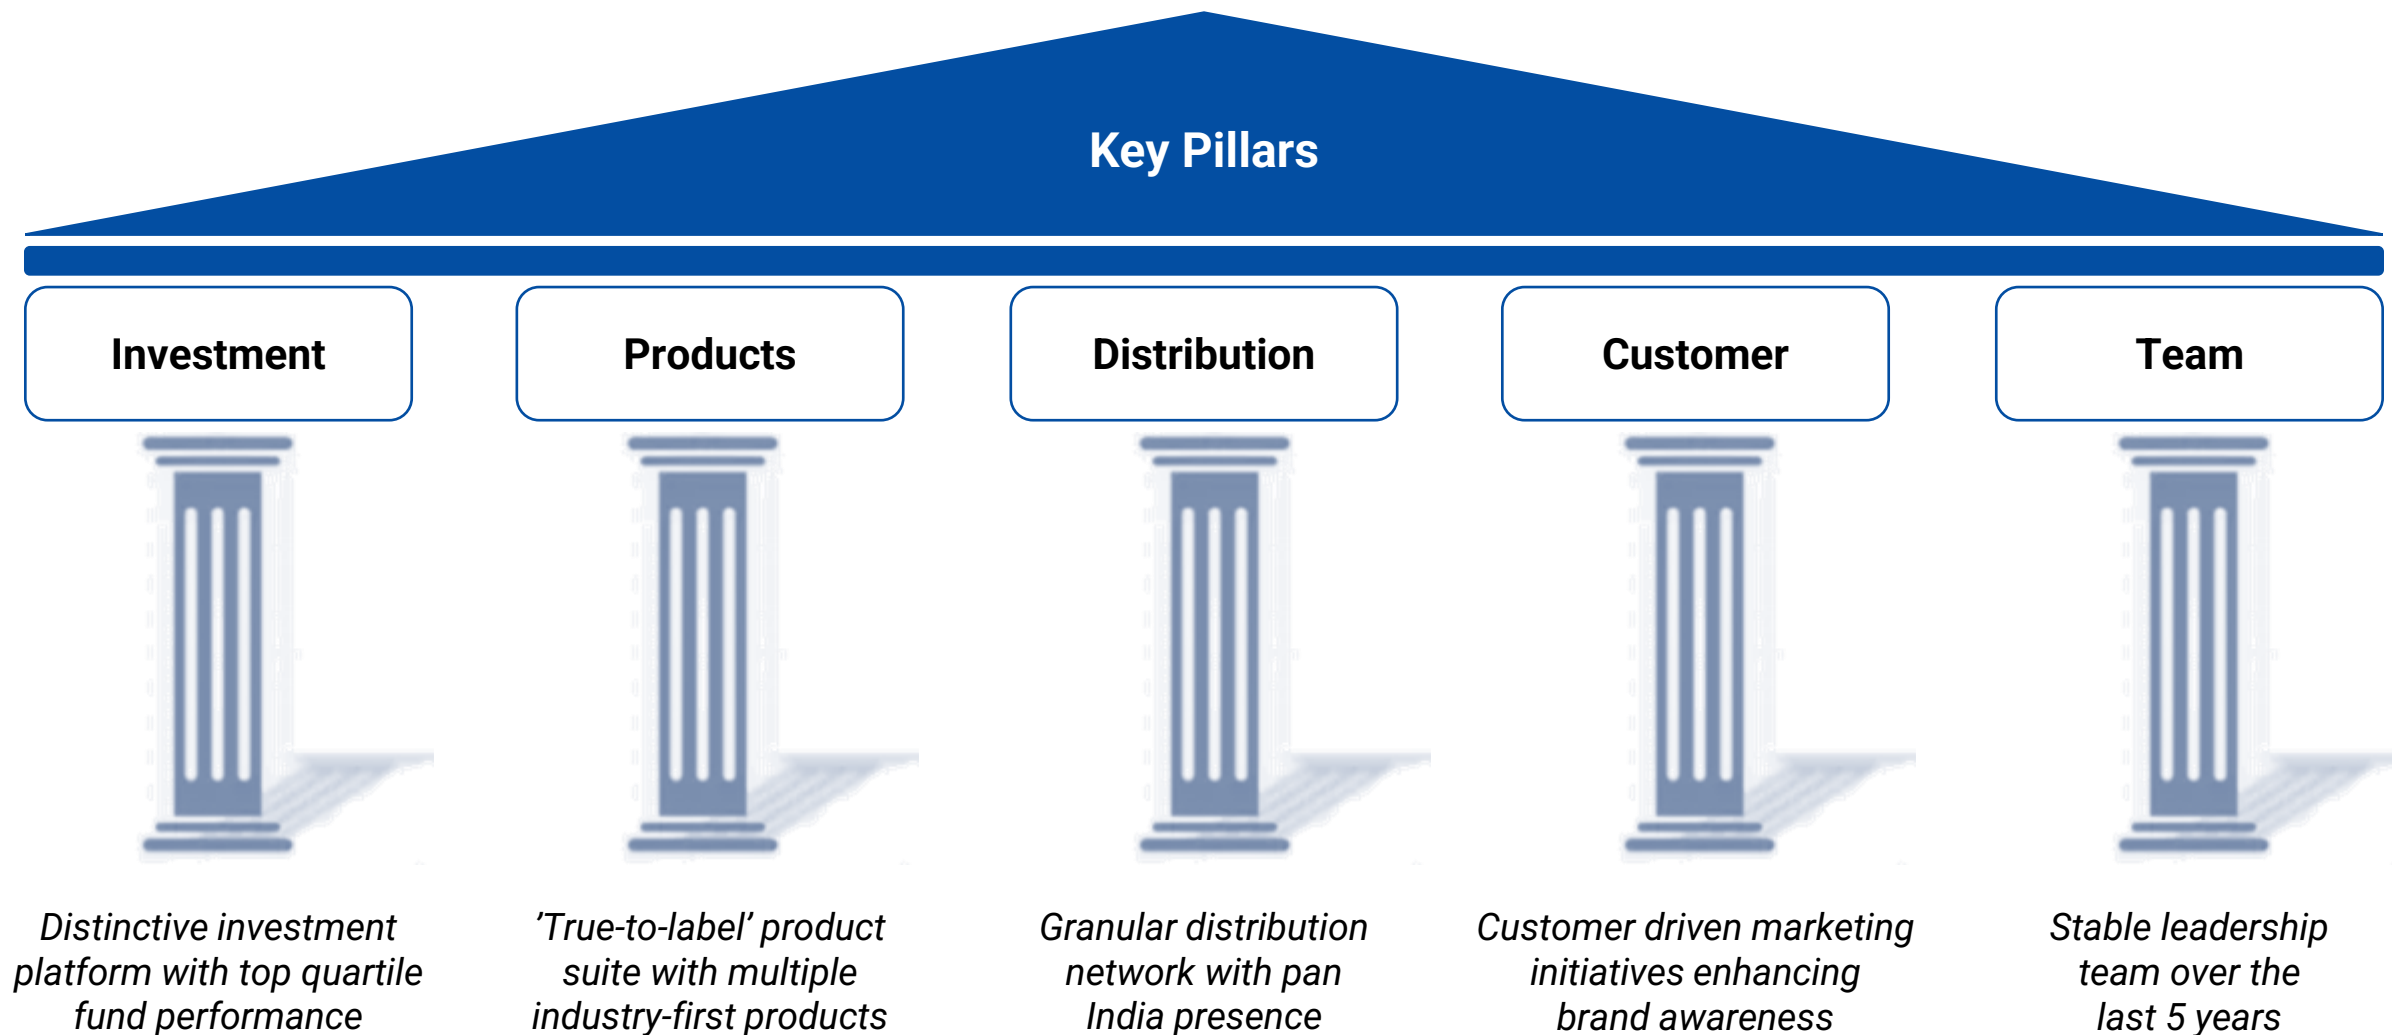 Key Pillars
Investment
Products
Distribution
Customer
Team
Distinctive investment
platform with top quartile
fund performance
’True-to-label’ product
suite with multiple
industry-first products
Granular distribution
network with pan
India presence
Customer driven marketing
initiatives enhancing
brand awareness
Stable leadership
team over the
last 5 years